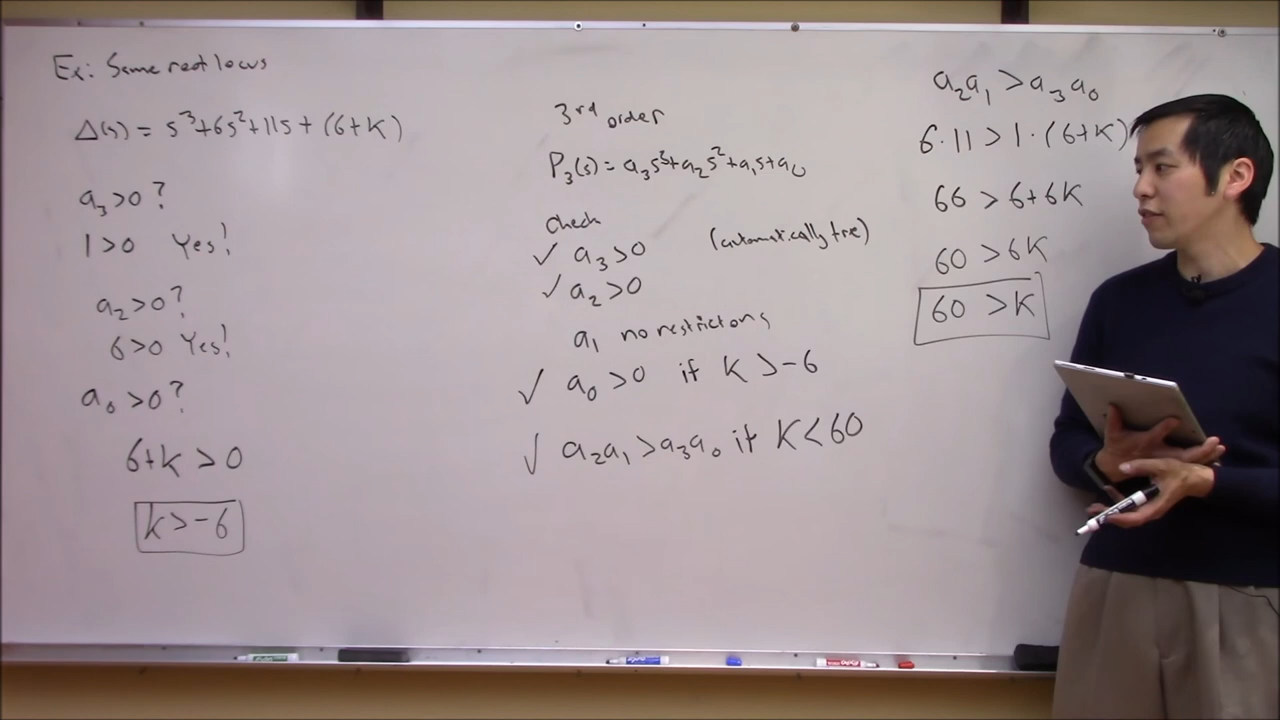 Ex: Same root locus
Δ(s) = s³+6s²+11s + (6+K)
a₃>0?
1>0 Yes!
a₂>0?
6>0 Yes!
a₀>0?
6+K>0
K>-6
3rd order
P₃(s) = a₃s³+a₂s²+a₁s+a₀
Check
✓ a₃>0 (automatically true)
✓ a₂>0
a₁ no restrictions
✓ a₀>0 if K>-6
✓ a₂a₁>a₃a₀ if K<60
a₂a₁ > a₃a₀
6·11 > 1·(6+K)
66 > 6+6K
60 > 6K
60 > K